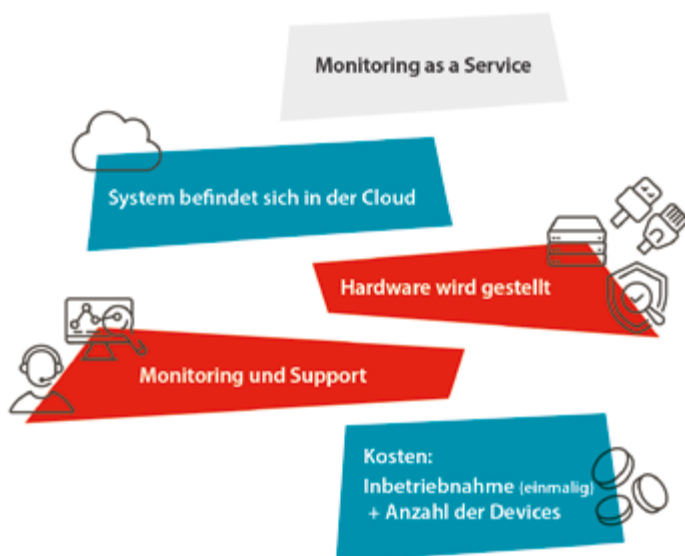 Monitoring as a Service
System befindet sich in der Cloud
Hardware wird gestellt
Monitoring und Support
Kosten:
Inbetriebnahme (einmalig)
+ Anzahl der Devices